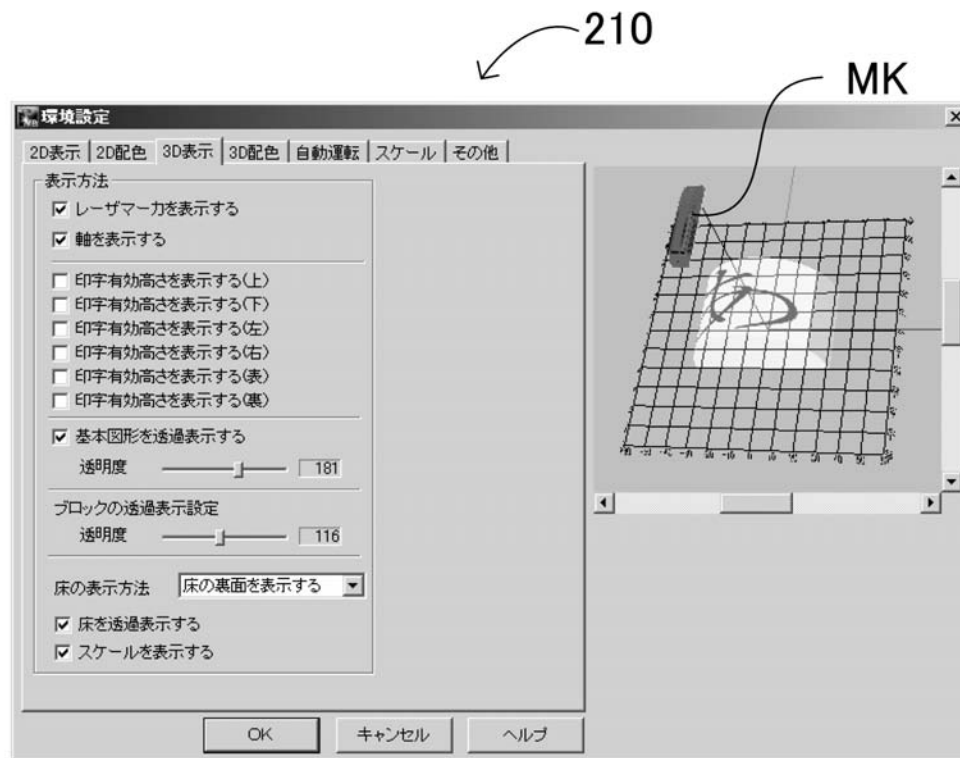 210
MK
環境設定
2D表示 2D配色 3D表示 3D配色 自動運転 スケール その他
表示方法
レーザマーカを表示する
軸を表示する
印字有効高さを表示する(上)
印字有効高さを表示する(下)
印字有効高さを表示する(左)
印字有効高さを表示する(右)
印字有効高さを表示する(表)
印字有効高さを表示する(裏)
基本図形を透過表示する
透明度 181
ブロックの透過表示設定
透明度 116
床の表示方法 床の裏面を表示する
床を透過表示する
スケールを表示する
OK キャンセル ヘルプ